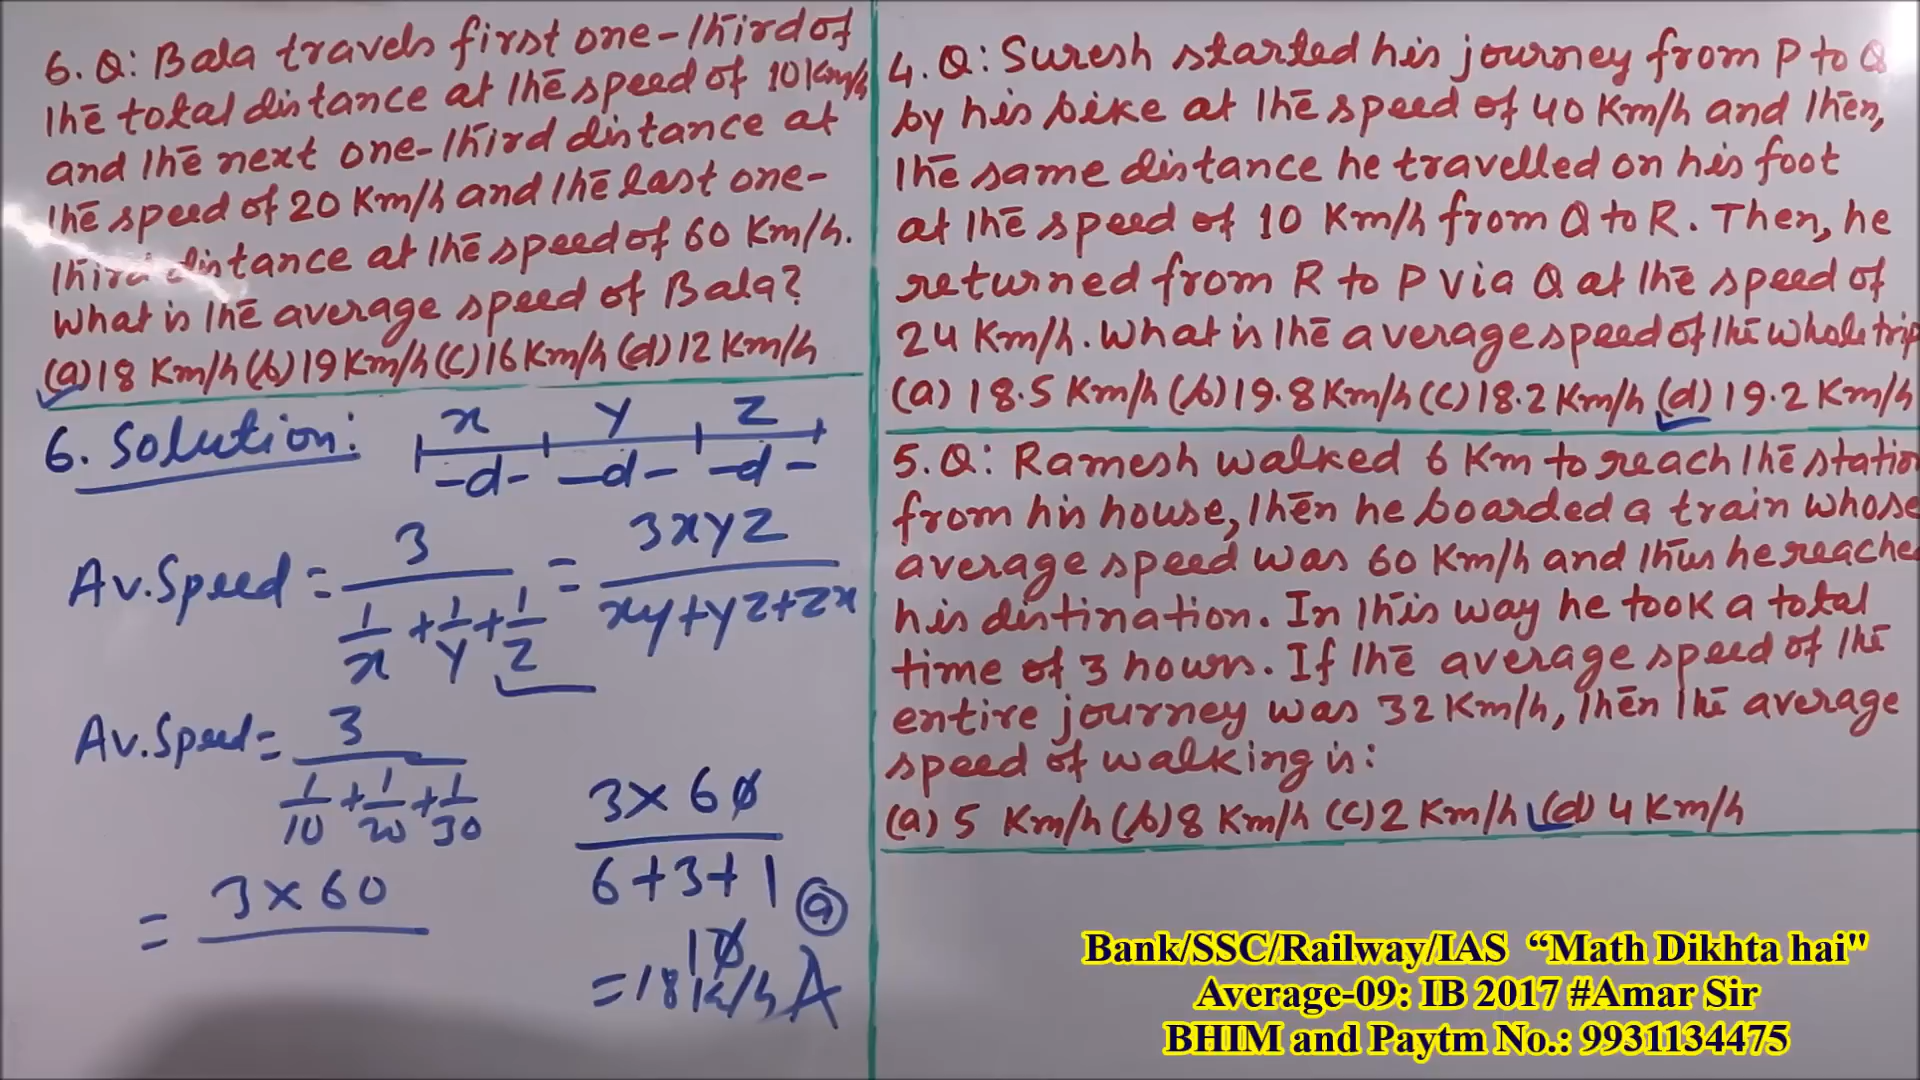 6. Q: Bala travels first one-third of
the total distance at the speed of 10 Km/h
and the next one-third distance at
the speed of 20 Km/h and the last one-
third distance at the speed of 60 Km/h.
What is the average speed of Bala?
(a) 18 Km/h (b) 19 Km/h (c) 16 Km/h (d) 12 Km/h
6. Solution:
x y z
-d- -d- -d-
Av. Speed = 3 / (1/x + 1/y + 1/z) = 3xyz / (xy+yz+zx)
Av. Speed = 3 / (1/10 + 1/20 + 1/30)
= 3 × 60
3 × 60
6+3+1
10
= 18 K/h A
(a)
4. Q: Suresh started his journey from P to Q
by his bike at the speed of 40 Km/h and then,
the same distance he travelled on his foot
at the speed of 10 Km/h from Q to R. Then, he
returned from R to P via Q at the speed of
24 Km/h. What is the average speed of the whole trip
(a) 18.5 Km/h (b) 19.8 Km/h (c) 18.2 Km/h (d) 19.2 Km/h
5. Q: Ramesh walked 6 Km to reach the station
from his house, then he boarded a train whose
average speed was 60 Km/h and thus he reache
his distination. In this way he took a total
time of 3 hours. If the average speed of the
entire journey was 32 Km/h, then the average
speed of walking is:
(a) 5 Km/h (b) 8 Km/h (c) 2 Km/h (d) 4 Km/h
Bank/SSC/Railway/IAS “Math Dikhta hai"
Average-09: IB 2017 #Amar Sir
BHIM and Paytm No.: 9931134475